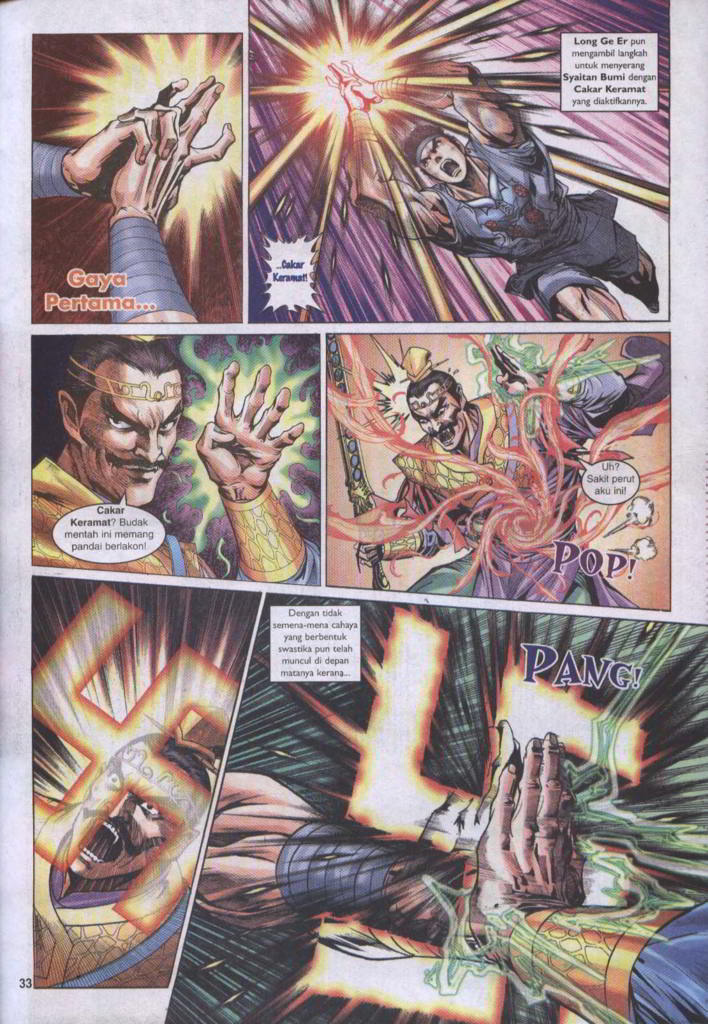 Gaya
Pertama...
Long Ge Er pun
mengambil langkah
untuk menyerang
Syaitan Bumi dengan
Cakar Keramat
yang diaktifkannya.
...Cakar
Keramat!
Cakar
Keramat? Budak
mentah ini memang
pandai berlakon!
Uh?
Sakit perut
aku ini!
POP!
Dengan tidak
semena-mena cahaya
yang berbentuk
swastika pun telah
muncul di depan
matanya kerana...
PANG!
33